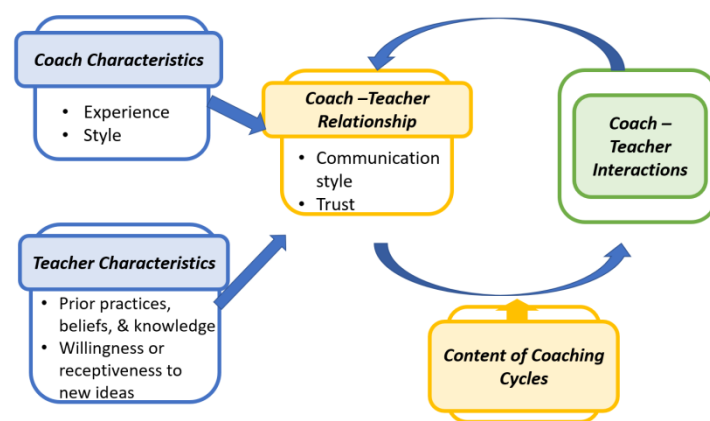 Coach Characteristics
• Experience
• Style
Coach –Teacher
Relationship
• Communication
style
• Trust
Coach –
Teacher
Interactions
Teacher Characteristics
• Prior practices,
beliefs, & knowledge
• Willingness or
receptiveness to
new ideas
Content of Coaching
Cycles